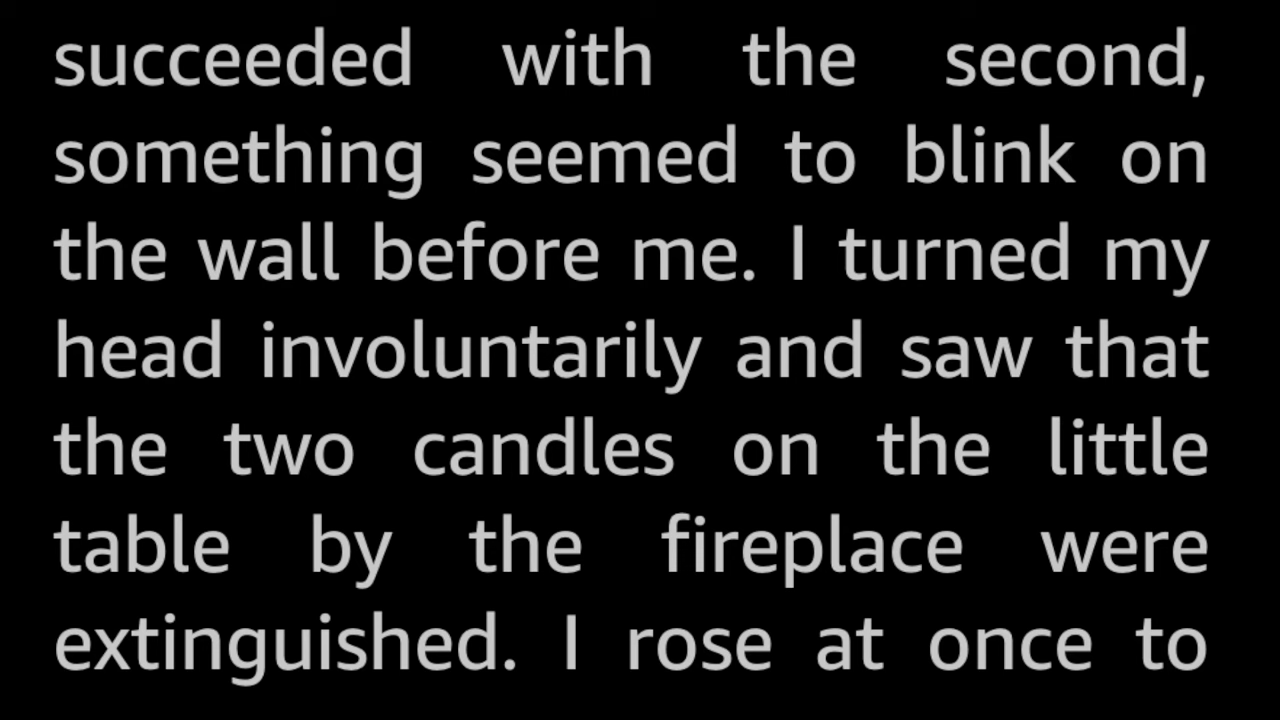 succeeded with the second,
something seemed to blink on
the wall before me. I turned my
head involuntarily and saw that
the two candles on the little
table by the fireplace were
extinguished. I rose at once to